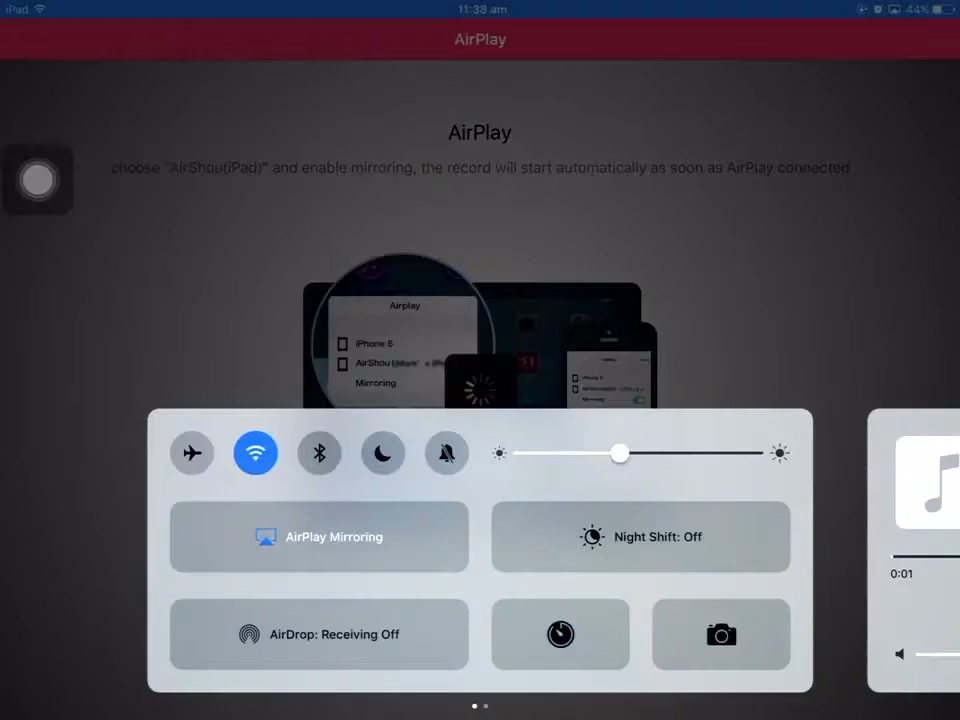 iPad
11:38 am
44%
AirPlay
AirPlay
choose "AirShou(iPad)" and enable mirroring, the record will start automatically as soon as AirPlay connected
Airplay
iPhone 6
AirShou
Mirroring
AirPlay Mirroring
Night Shift: Off
AirDrop: Receiving Off
0:01